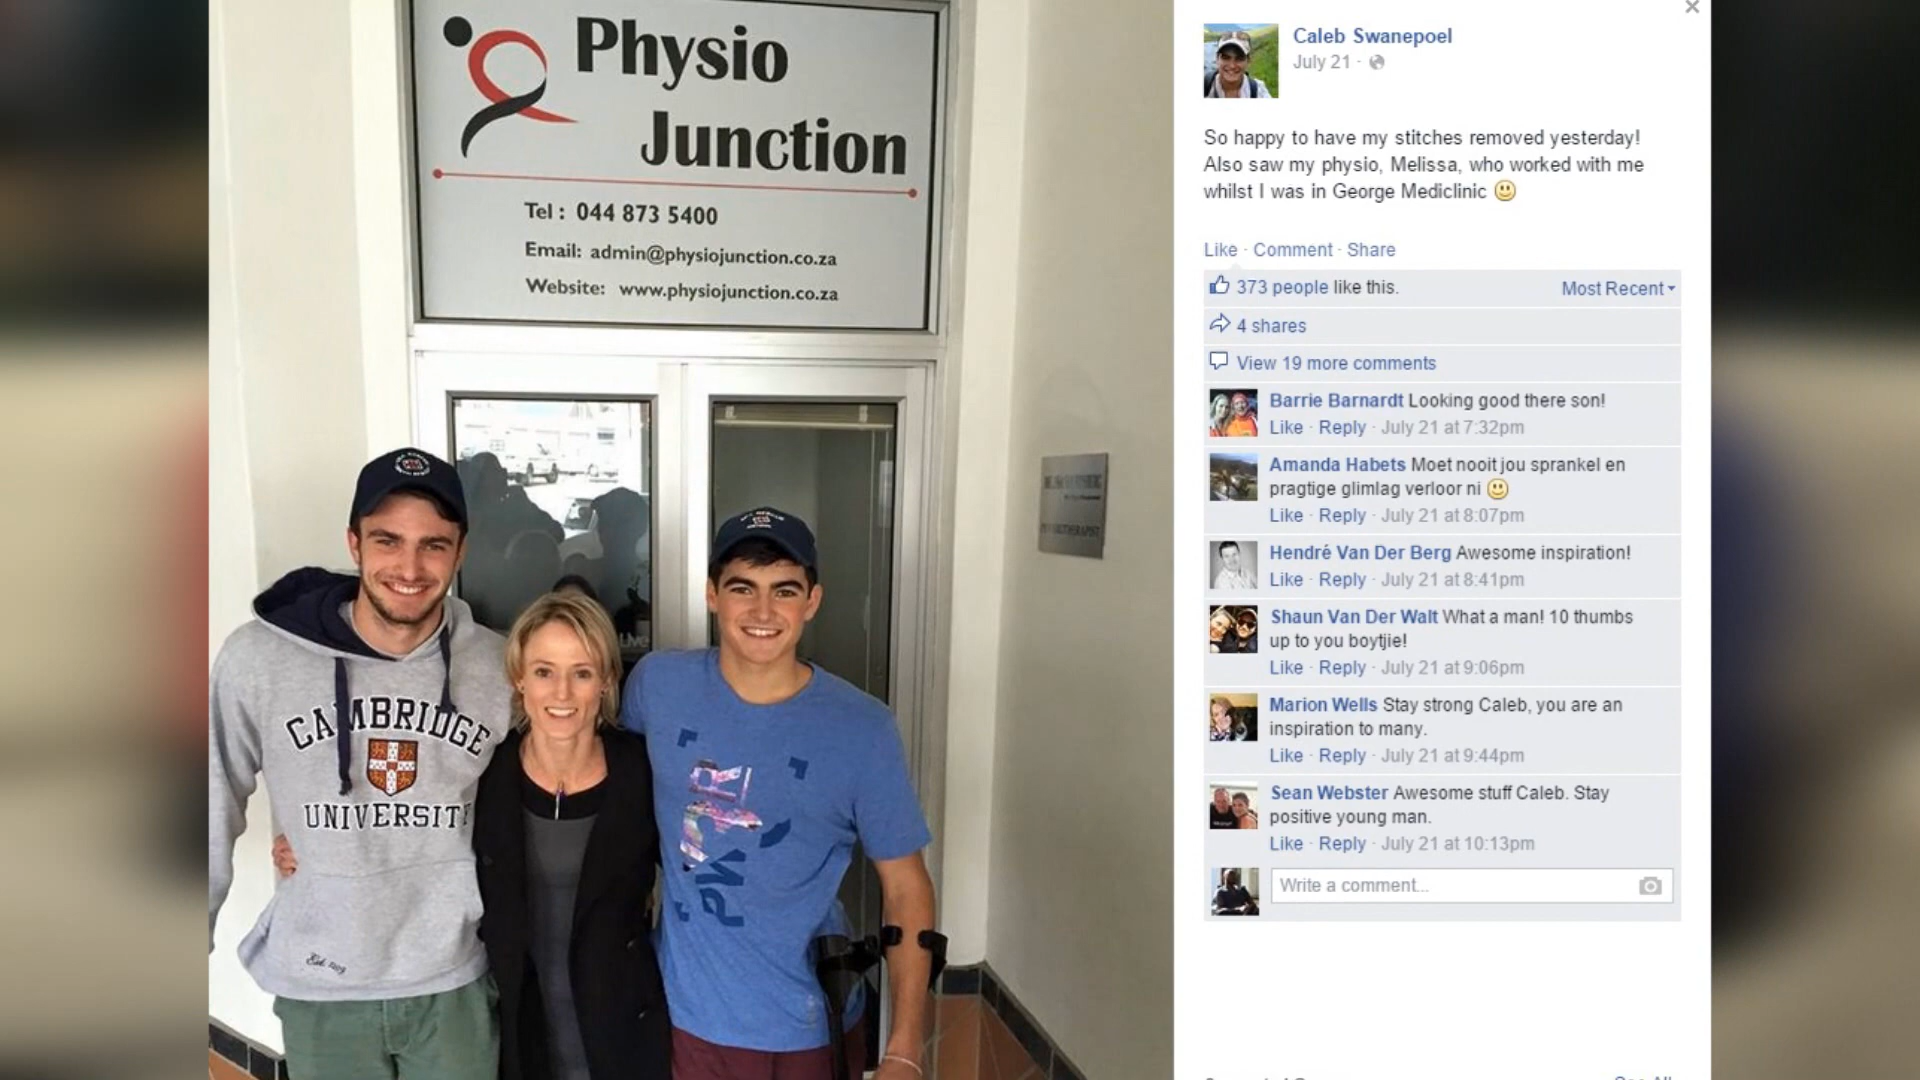 Physio
Junction
Tel : 044 873 5400
Email: admin@physiojunction.co.za
Website: www.physiojunction.co.za
Live
CAMBRIDGE
UNIVERSITY
Est. 1209
Caleb Swanepoel
July 21 ·
So happy to have my stitches removed yesterday!
Also saw my physio, Melissa, who worked with me
whilst I was in George Mediclinic
Like · Comment · Share
373 people like this.
Most Recent
4 shares
View 19 more comments
Barrie Barnardt Looking good there son!
Like · Reply · July 21 at 7:32pm
Amanda Habets Moet nooit jou sprankel en
pragtige glimlag verloor ni
Like · Reply · July 21 at 8:07pm
Hendré Van Der Berg Awesome inspiration!
Like · Reply · July 21 at 8:41pm
Shaun Van Der Walt What a man! 10 thumbs
up to you boytjie!
Like · Reply · July 21 at 9:06pm
Marion Wells Stay strong Caleb, you are an
inspiration to many.
Like · Reply · July 21 at 9:44pm
Sean Webster Awesome stuff Caleb. Stay
positive young man.
Like · Reply · July 21 at 10:13pm
Write a comment...